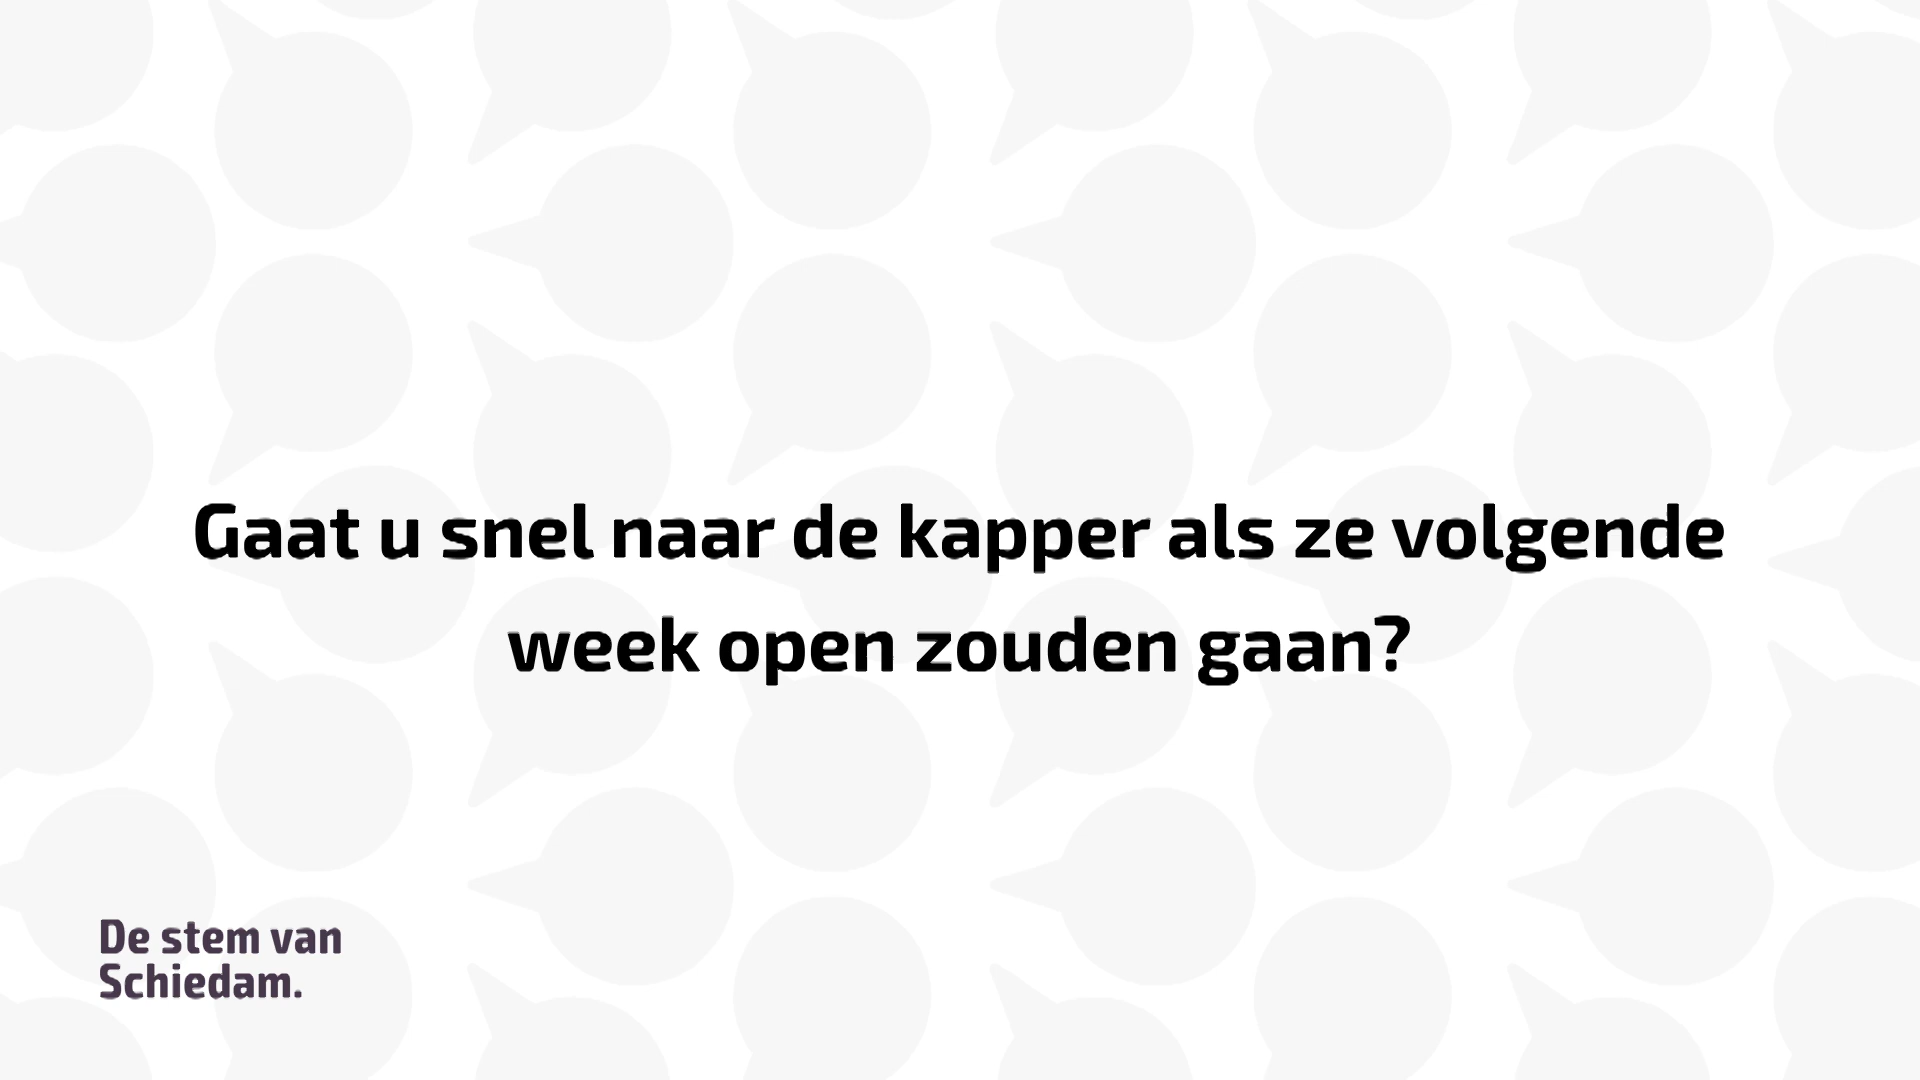 Gaat u snel naar de kapper als ze volgende
week open zouden gaan?
De stem van
Schiedam.